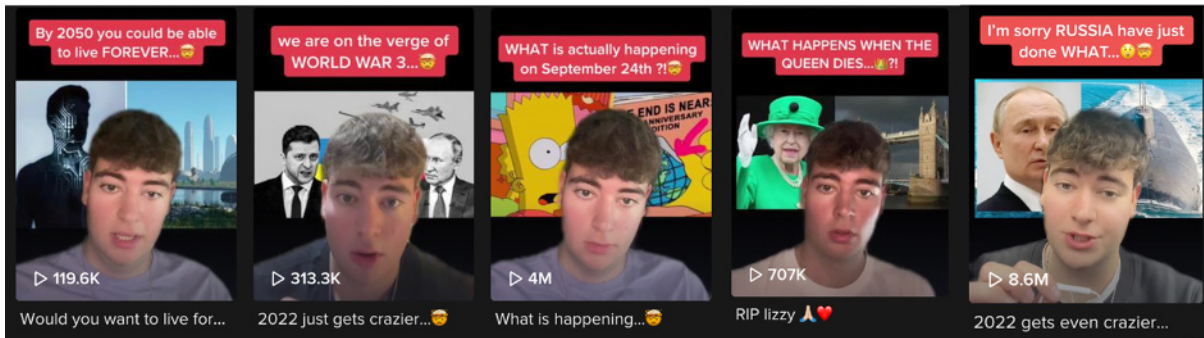 By 2050 you could be able
to live FOREVER...🤯
119.6K
Would you want to live for...
we are on the verge of
WORLD WAR 3...🤯
313.3K
2022 just gets crazier...🤯
WHAT is actually happening
on September 24th ?!🤯
E END IS NEAR:
ANNIVERSARY
DITION
4M
What is happening...🤯
WHAT HAPPENS WHEN THE
QUEEN DIES...👑?!
707K
RIP lizzy 🙏🏻❤️
I'm sorry RUSSIA have just
done WHAT...😲🤯
8.6M
2022 gets even crazier...